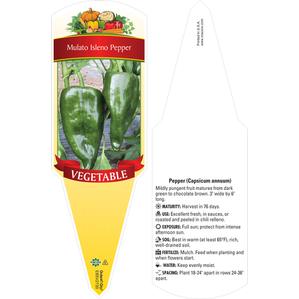 Mulato Isleno Pepper
VEGETABLE
Printed in U.S.A.
Pepper (Capsicum annuum)
Mildly pungent fruit matures from dark
green to chocolate brown. 3" wide by 6"
long.
MATURITY: Harvest in 76 days.
USE: Excellent fresh, in sauces, or
roasted and peeled in chili relleno.
EXPOSURE: Full sun; protect from intense
afternoon sun.
SOIL: Best in warm (at least 60°F), rich,
well-drained soil.
FERTILIZE: Mulch. Feed when planting and
when flowers start.
WATER: Keep evenly moist.
SPACING: Plant 18-24" apart in rows 24-36"
apart.